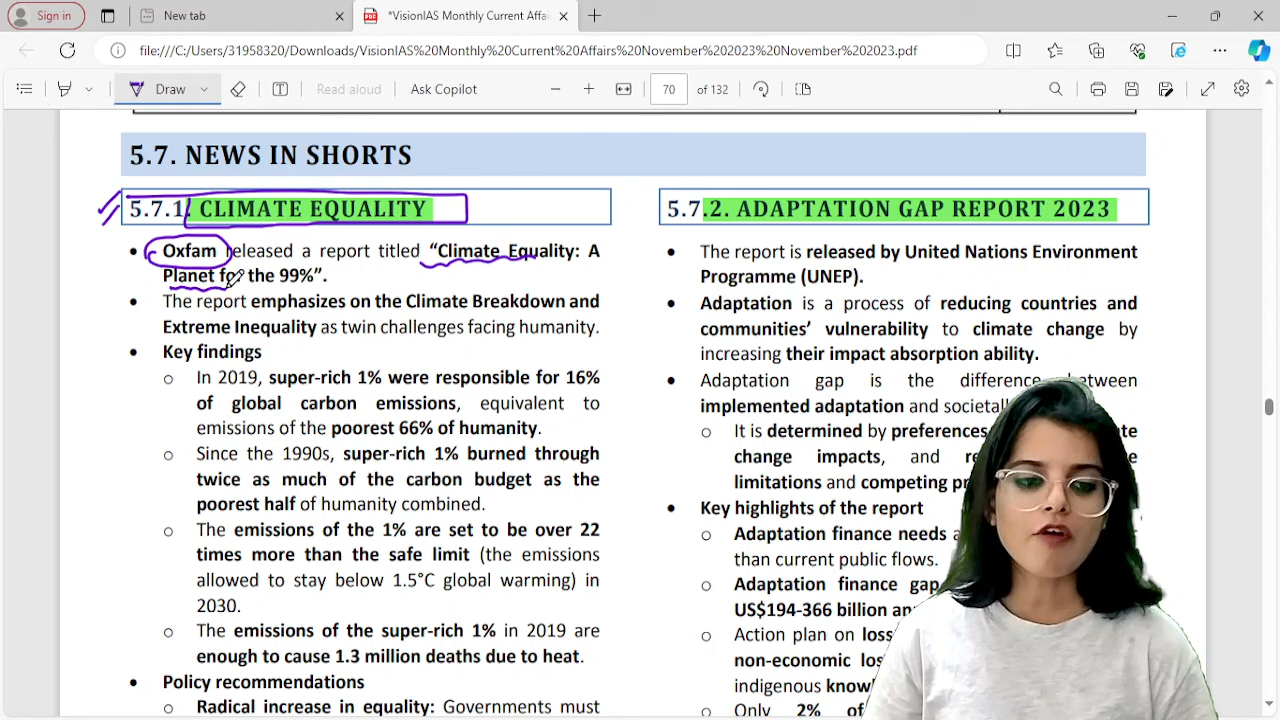 Sign in
New tab
*VisionIAS Monthly Current Affai
file:///C:/Users/31958320/Downloads/VisionIAS%20Monthly%20Current%20Affairs%20November%202023%20November%202023.pdf
Draw
Read aloud
Ask Copilot
70 of 132
5.7. NEWS IN SHORTS
5.7.1. CLIMATE EQUALITY
• Oxfam released a report titled “Climate Equality: A
Planet for the 99%”.
• The report emphasizes on the Climate Breakdown and
Extreme Inequality as twin challenges facing humanity.
• Key findings
o In 2019, super-rich 1% were responsible for 16%
of global carbon emissions, equivalent to
emissions of the poorest 66% of humanity.
o Since the 1990s, super-rich 1% burned through
twice as much of the carbon budget as the
poorest half of humanity combined.
o The emissions of the 1% are set to be over 22
times more than the safe limit (the emissions
allowed to stay below 1.5°C global warming) in
2030.
o The emissions of the super-rich 1% in 2019 are
enough to cause 1.3 million deaths due to heat.
• Policy recommendations
o Radical increase in equality: Governments must
5.7.2. ADAPTATION GAP REPORT 2023
• The report is released by United Nations Environment
Programme (UNEP).
• Adaptation is a process of reducing countries and
communities’ vulnerability to climate change by
increasing their impact absorption ability.
• Adaptation gap is the difference between
implemented adaptation and societall
o It is determined by preferences
change impacts, and
limitations and competing
• Key highlights of the report
o Adaptation finance needs
than current public flows.
o Adaptation finance gap
US$194-366 billion
o Action plan on
non-economic
indigenous
o Only 2% of